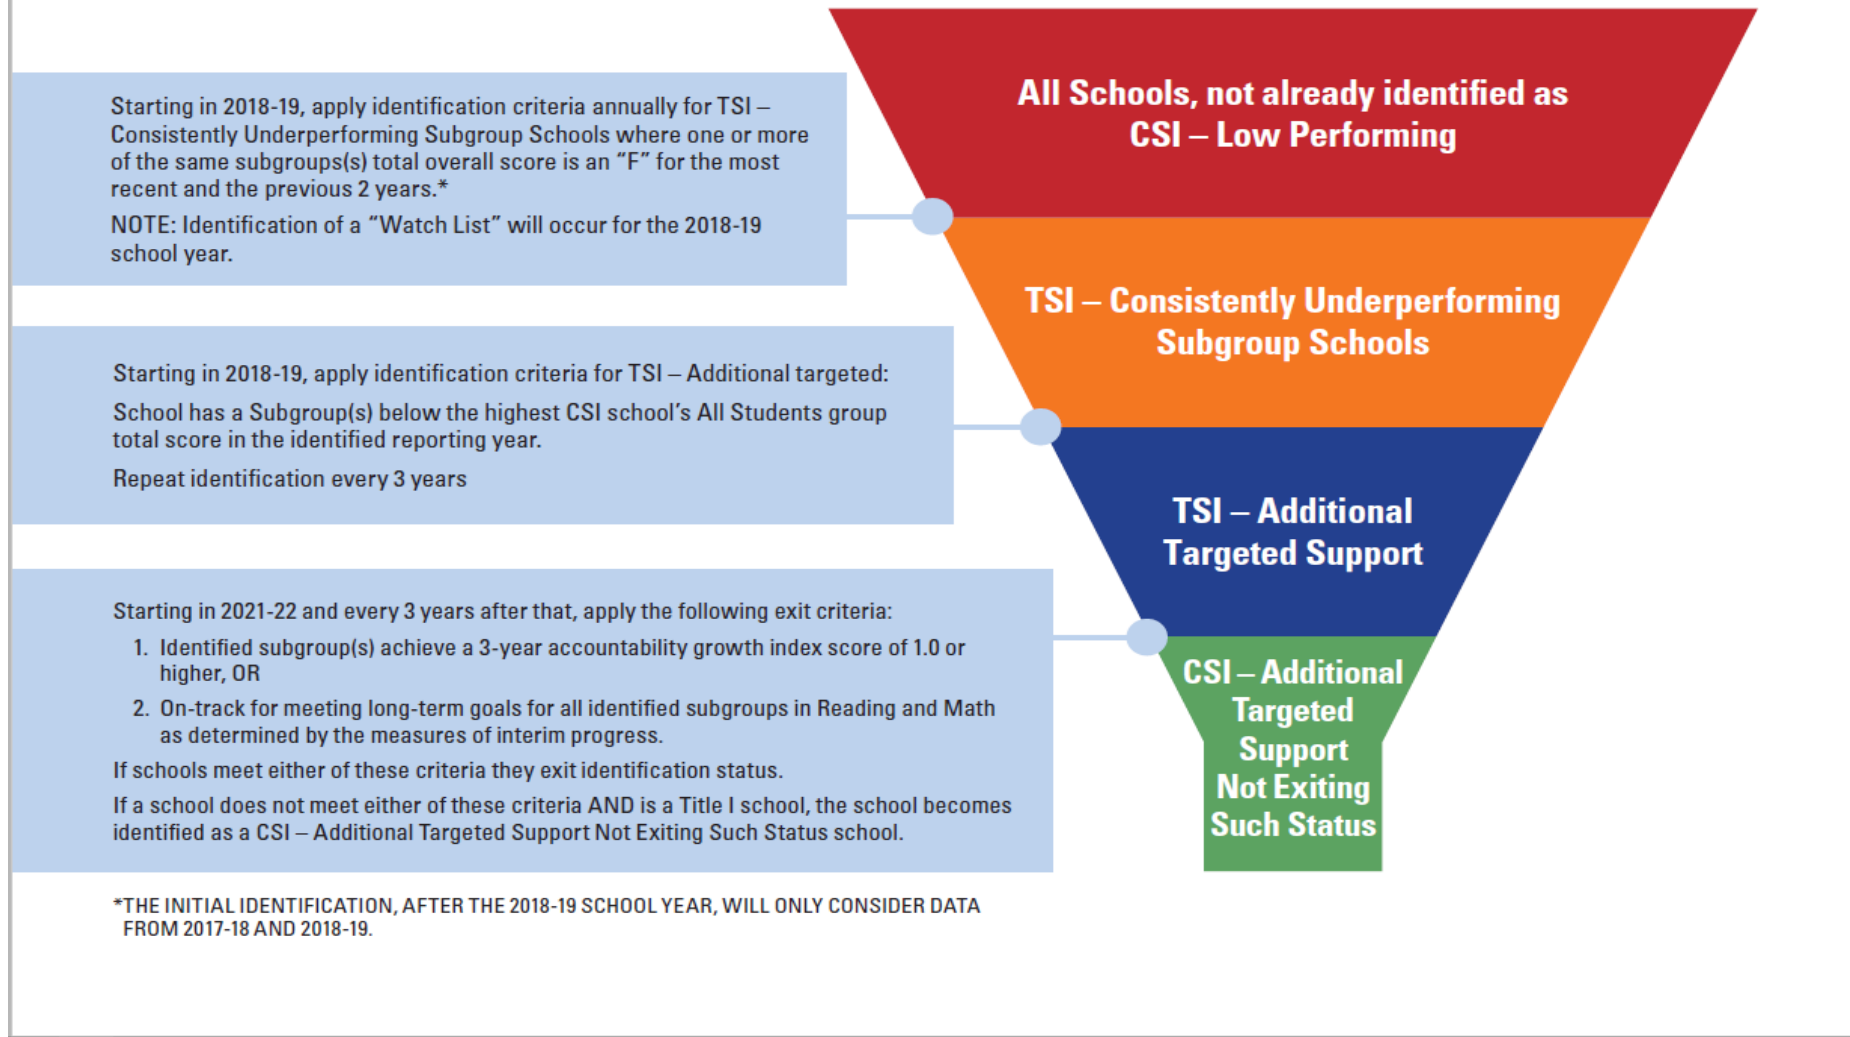 All Schools, not already identified as
CSI – Low Performing
Starting in 2018-19, apply identification criteria annually for TSI –
Consistently Underperforming Subgroup Schools where one or more
of the same subgroups(s) total overall score is an “F” for the most
recent and the previous 2 years.*
NOTE: Identification of a “Watch List” will occur for the 2018-19
school year.
TSI – Consistently Underperforming
Subgroup Schools
Starting in 2018-19, apply identification criteria for TSI – Additional targeted:
School has a Subgroup(s) below the highest CSI school’s All Students group
total score in the identified reporting year.
Repeat identification every 3 years
TSI – Additional
Targeted Support
Starting in 2021-22 and every 3 years after that, apply the following exit criteria:
1. Identified subgroup(s) achieve a 3-year accountability growth index score of 1.0 or
higher, OR
2. On-track for meeting long-term goals for all identified subgroups in Reading and Math
as determined by the measures of interim progress.
If schools meet either of these criteria they exit identification status.
If a school does not meet either of these criteria AND is a Title I school, the school becomes
identified as a CSI – Additional Targeted Support Not Exiting Such Status school.
CSI – Additional
Targeted
Support
Not Exiting
Such Status
*THE INITIAL IDENTIFICATION, AFTER THE 2018-19 SCHOOL YEAR, WILL ONLY CONSIDER DATA
FROM 2017-18 AND 2018-19.